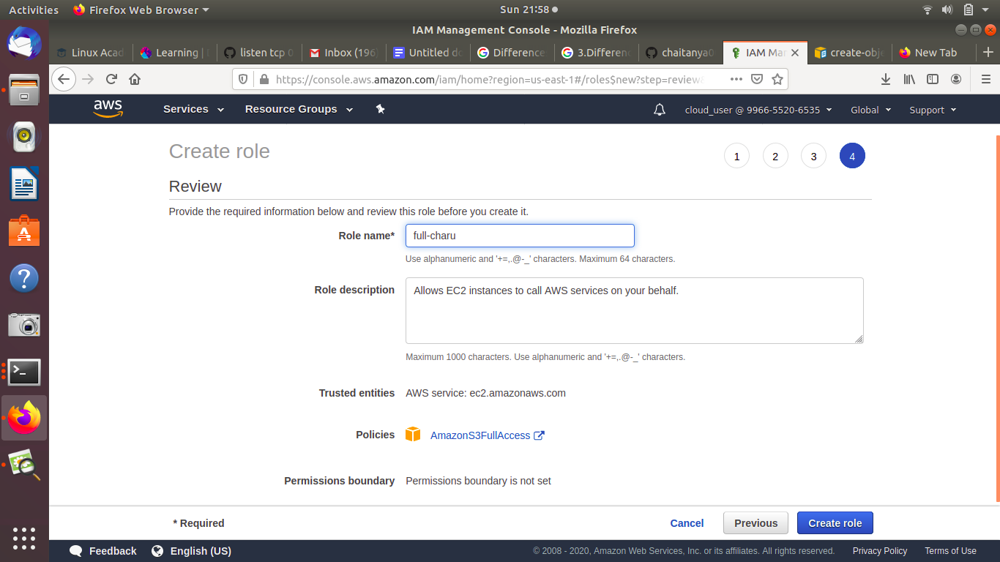 Activities Firefox Web Browser Sun 21:58
IAM Management Console - Mozilla Firefox
Linux Acad Learning | listen tcp 0 Inbox (196 Untitled do Difference 3.Differenc chaitanya0 IAM Ma create-obje New Tab
https://console.aws.amazon.com/iam/home?region=us-east-1#/roles$new?step=review
aws Services Resource Groups cloud_user @ 9966-5520-6535 Global Support
Create role 1 2 3 4
Review
Provide the required information below and review this role before you create it.
Role name* full-charu
Use alphanumeric and '+=,.@-_' characters. Maximum 64 characters.
Role description Allows EC2 instances to call AWS services on your behalf.
Maximum 1000 characters. Use alphanumeric and '+=,.@-_' characters.
Trusted entities AWS service: ec2.amazonaws.com
Policies AmazonS3FullAccess
Permissions boundary Permissions boundary is not set
* Required Cancel Previous Create role
Feedback English (US) © 2008 - 2020, Amazon Web Services, Inc. or its affiliates. All rights reserved. Privacy Policy Terms of Use